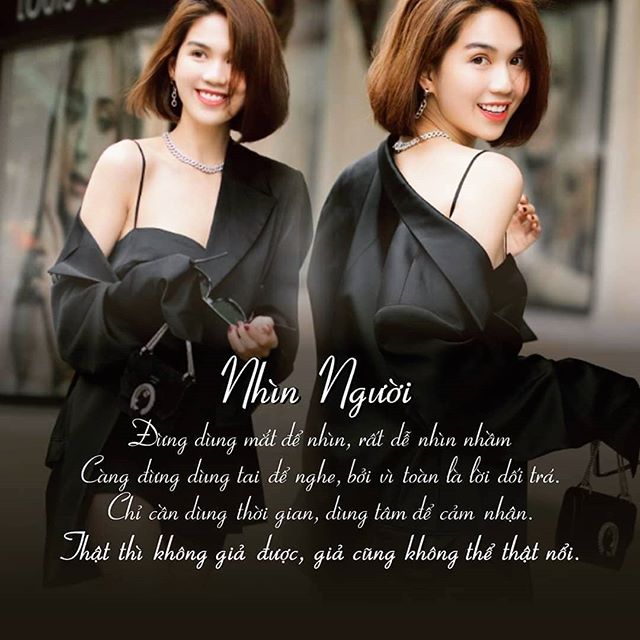 LOUIS VU
Nhìn Người
Đừng dùng mắt để nhìn, rất dễ nhìn nhầm
Càng đừng dùng tai để nghe, bởi vì toàn là lời dối trá.
Chỉ cần dùng thời gian, dùng tâm để cảm nhận.
Thật thì không giả được, giả cũng không thể thật nổi.